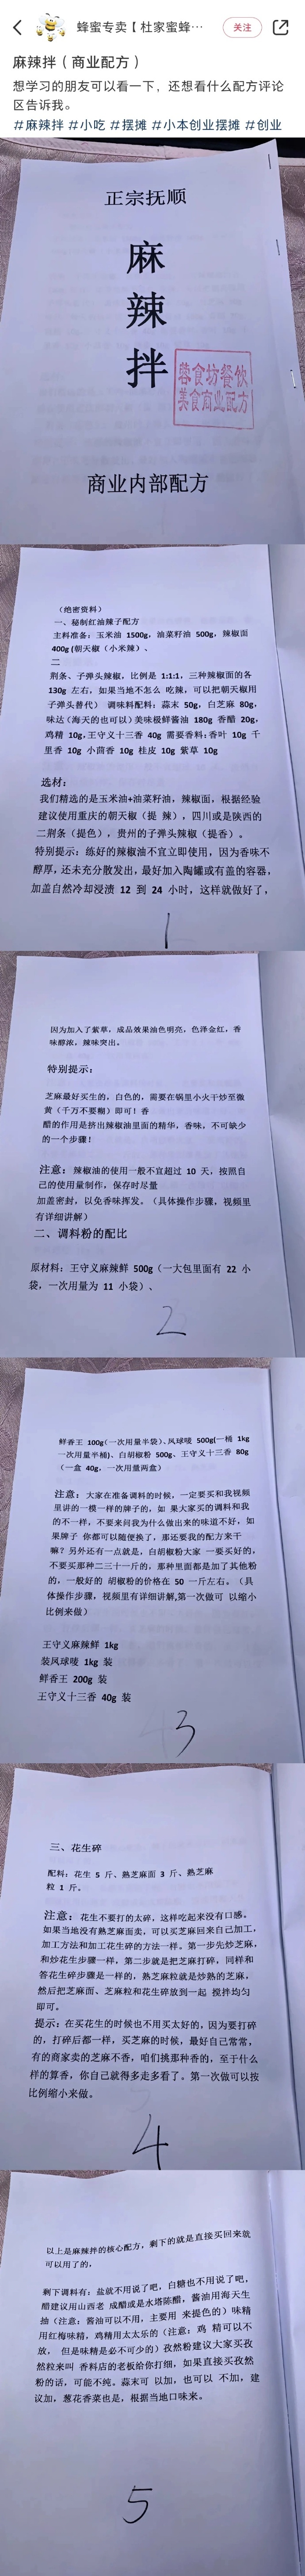 蜂蜜专卖【杜家蜜蜂…
关注
麻辣拌（商业配方）
想学习的朋友可以看一下，还想看什么配方评论
区告诉我。
#麻辣拌 #小吃 #摆摊 #小本创业摆摊 #创业
正宗抚顺
麻
辣
拌
蓉食坊餐饮
美食商业配方
商业内部配方
（绝密资料）
一、秘制红油辣子配方
主料准备：玉米油 1500g，油菜籽油 500g，辣椒面
400g (朝天椒（小米辣）、
二
荆条、子弹头辣椒，比例是 1:1:1，三种辣椒面的各
130g 左右，如果当地不怎么 吃辣，可以把朝天椒用
子弹头替代） 调味料配料：蒜末 50g，白芝麻 80g，
味达（海天的也可以）美味极鲜酱油 180g 香醋 20g，
鸡精 10g，王守义十三香 40g 需要香料：香叶 10g 千
里香 10g 小茴香 10g 桂皮 10g 紫草 10g
选材：
我们精选的是玉米油+油菜籽油，辣椒面，根据经验
建议使用重庆的朝天椒（提 辣），四川或是陕西的
二荆条（提色），贵州的子弹头辣椒（提香）。
特别提示：练好的辣椒油不宜立即使用，因为香味不
醇厚，还未充分散发出，最好加入陶罐或有盖的容器，
加盖自然冷却浸渍 12 到 24 小时，这样就做好了，
1
因为加入了紫草，成品效果油色明亮，色泽金红，香
味醇浓，辣味突出。
特别提示：
芝麻最好买生的，白色的，需要在锅里小火干炒至微
黄（千万不要糊）即可！香
醋的作用是挤出辣椒油里面的精华，香味，不可缺少
的一个步骤！
注意：辣椒油的使用一般不宜超过 10 天，按照自
己的使用量制作，保存时尽量
加盖密封，以免香味挥发。（具体操作步骤，视频里
有详细讲解）
二、调料粉的配比
原材料：王守义麻辣鲜 500g（一大包里面有 22 小
袋，一次用量为 11 小袋）、
2
鲜香王 100g(一次用量半袋）、风球唛 500g(一桶 1kg
一次用量半桶）、白胡椒粉 500g、王守义十三香 80g
（一盒 40g，一次用量两盒）
注意：大家在准备调料的时候，一定要买和我视频
里讲的一模一样的牌子的，如 果大家买的调料和我
的不一样，不要来问我为什么做出来的味道不好，如
果牌子 你都可以随便换了，那还要我的配方来干
嘛？另外还有一点就是，白胡椒粉大家 一要买好的，
不要买那种二三十一斤的，那种里面都是加了其他粉
的，一般好的 胡椒粉的价格在 50 一斤左右。（具
体操作步骤，视频里有详细讲解,第一次做可 以缩小
比例来做）
王守义麻辣鲜 1kg
装风球唛 1kg 装
鲜香王 200g 装
王守义十三香 40g 装
3
三、花生碎
配料：花生 5 斤、熟芝麻面 3 斤、熟芝麻
粒 1 斤。
注意：花生不要打的太碎，这样吃起来没有口感。
如果当地没有熟芝麻面卖，可以买芝麻回来自己加工，
加工方法和加工花生碎的方法一样。第一步先炒芝麻，
和炒花生步骤一样，第二步就是把芝麻打碎，同样和
答花生碎步骤是一样的，熟芝麻粒就是炒熟的芝麻，
然后把芝麻面、芝麻粒和花生碎放到一起 搅拌均匀
即可。
提示：在买花生的时候也不用买太好的，因为要打碎
的，打碎后都一样，买芝麻的时候，最好自己常常，
有的商家卖的芝麻不香，咱们挑那种香的，至于什么
样的算香，你自己就得多走多看了。第一次做可以按
比例缩小来做。
4
以上是麻辣拌的核心配方，剩下的就是直接买回来就
可以用了的，
剩下调料有：盐就不用说了吧，白糖也不用说了吧，
醋建议用山西老 成醋或是水塔陈醋，酱油用海天生
抽（注意：酱油可以不用，主要用 来提色的）味精
用红梅味精，鸡精用太太乐的（注意：鸡 精可以不
放， 但是味精是必不可少的）孜然粉建议大家买孜
然粒来叫 香料店的老板给你打细，如果直接买孜然
粉的话，可能不纯。蒜末可 以加，也可以 不加，建
议加，葱花香菜也是，根据当地口味来。
5